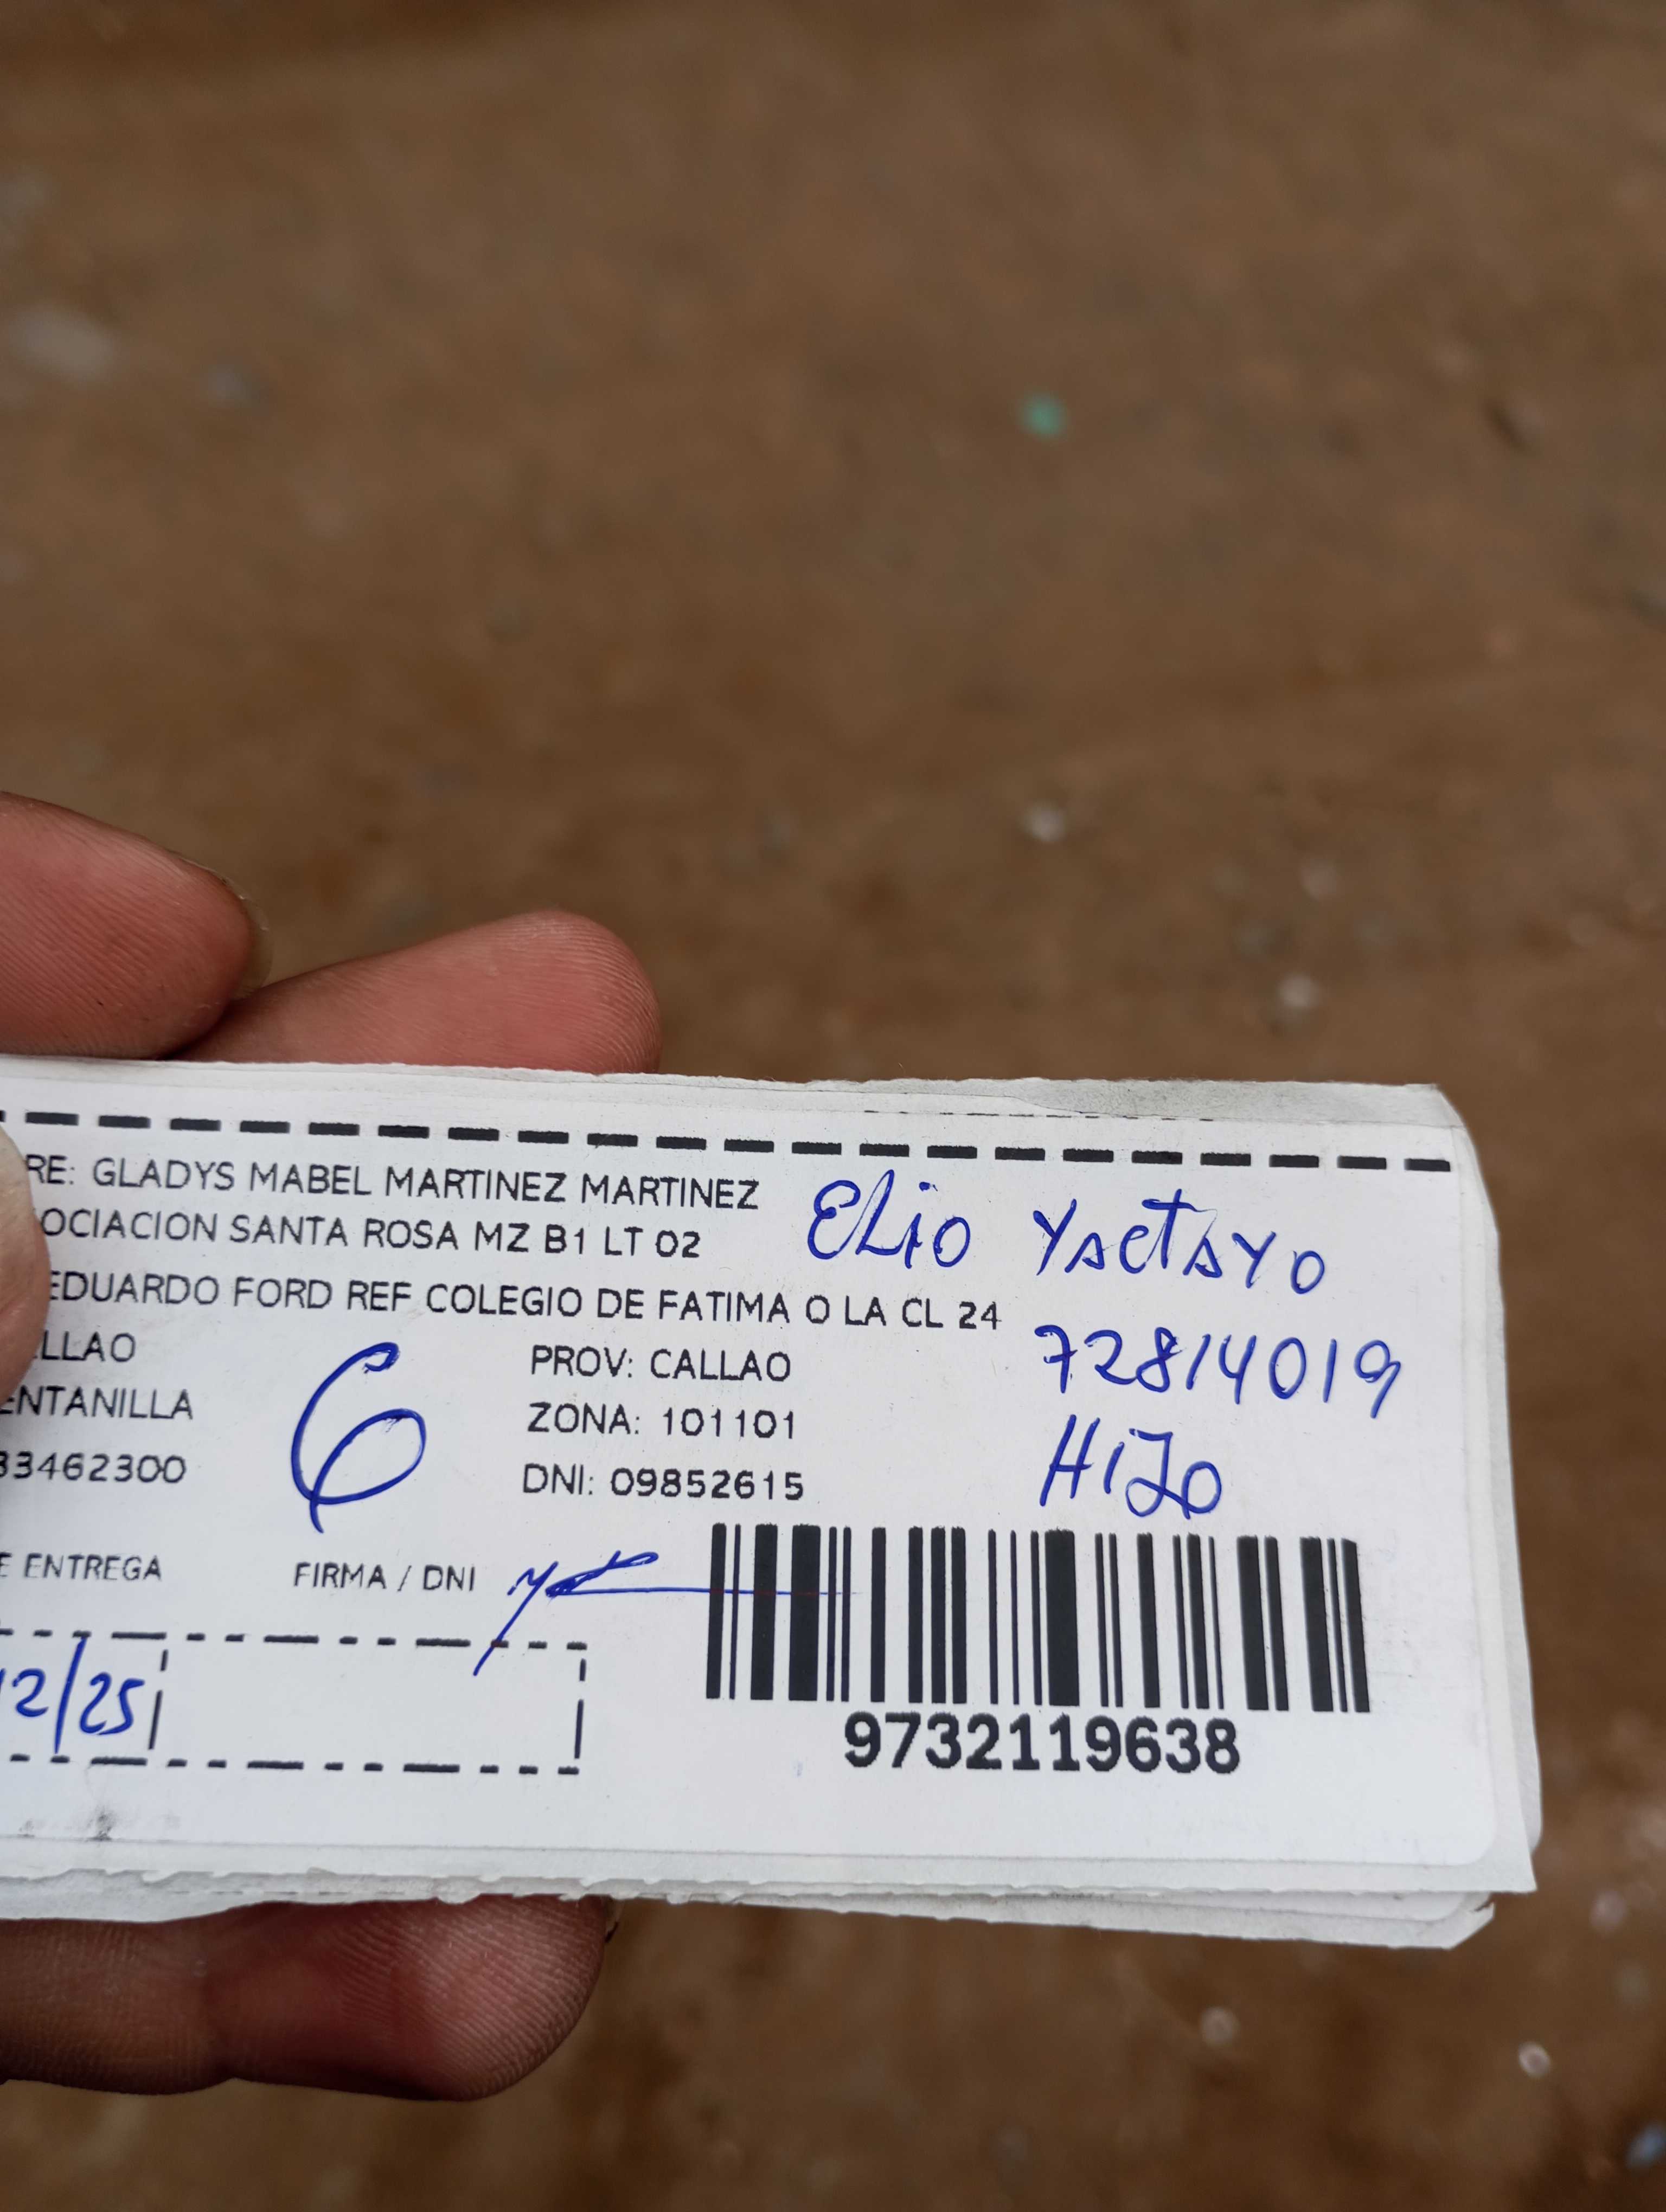 RE: GLADYS MABEL MARTINEZ MARTINEZ
OCIACION SANTA ROSA MZ B1 LT 02
EDUARDO FORD REF COLEGIO DE FATIMA O LA CL 24
LLAO
PROV: CALLAO
ENTANILLA
ZONA: 101101
33462300
DNI: 09852615
6
ELiO YACTAYO
72814019
HIJO
E ENTREGA
FIRMA / DNI
12/25
9732119638